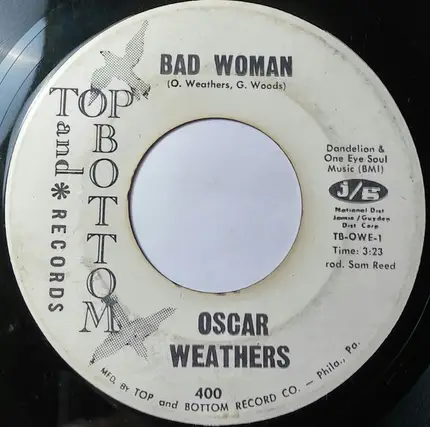 BAD WOMAN
(O. Weathers, G. Woods)
TOP
and
BOTTOM
* RECORDS
Dandelion &
One Eye Soul
Music (BMI)
J/G
National Dist
Jamie/Guyden
Dist Corp
TB-OWE-1
Time: 3:23
rod. Sam Reed
OSCAR
WEATHERS
400
MFD. BY TOP and BOTTOM RECORD CO. – Phila., Pa.